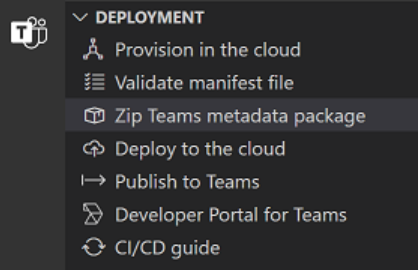 T
DEPLOYMENT
Provision in the cloud
Validate manifest file
Zip Teams metadata package
Deploy to the cloud
Publish to Teams
Developer Portal for Teams
CI/CD guide